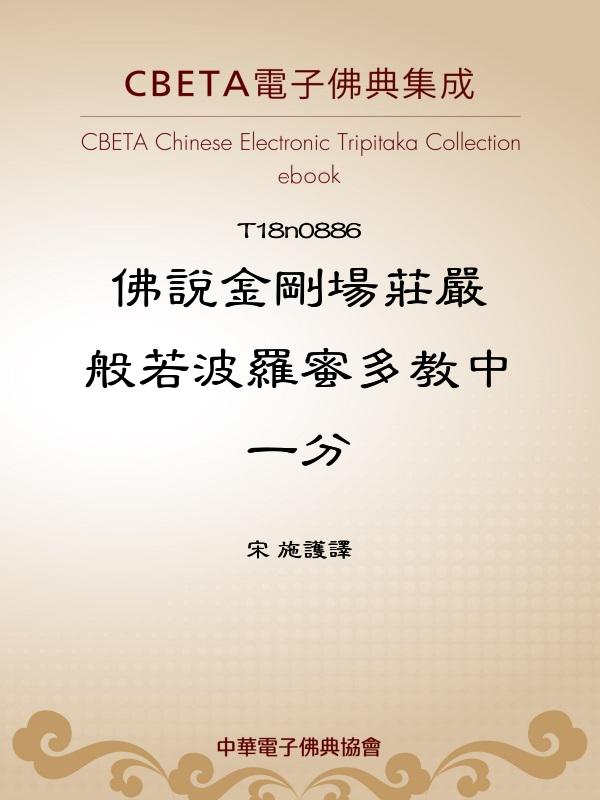 CBETA電子佛典集成
CBETA Chinese Electronic Tripitaka Collection
ebook
T18n0886
佛說金剛場莊嚴
般若波羅蜜多教中
一分
宋 施護譯
中華電子佛典協會